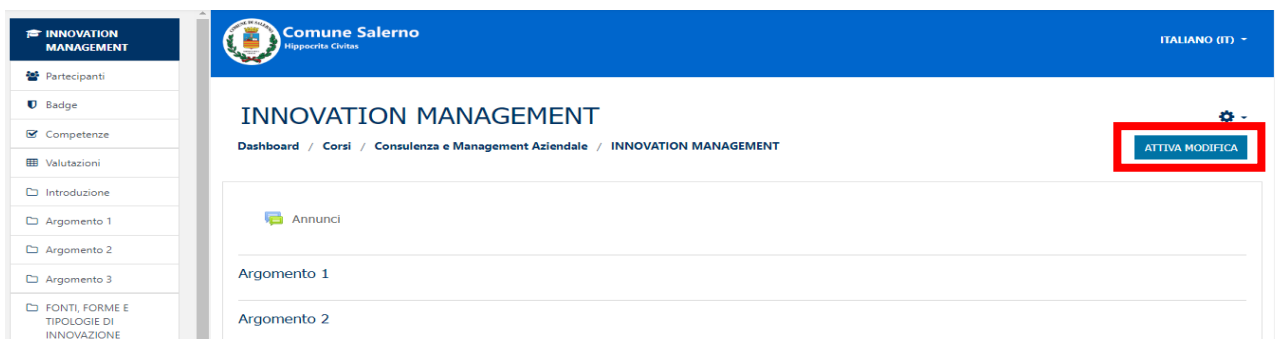 INNOVATION
MANAGEMENT
Partecipanti
Badge
Competenze
Valutazioni
Introduzione
Argomento 1
Argomento 2
Argomento 3
FONTI, FORME E
TIPOLOGIE DI
INNOVAZIONE
Comune Salerno
Hippocrita Civitas
ITALIANO (IT)
INNOVATION MANAGEMENT
Dashboard / Corsi / Consulenza e Management Aziendale / INNOVATION MANAGEMENT
ATTIVA MODIFICA
Annunci
Argomento 1
Argomento 2